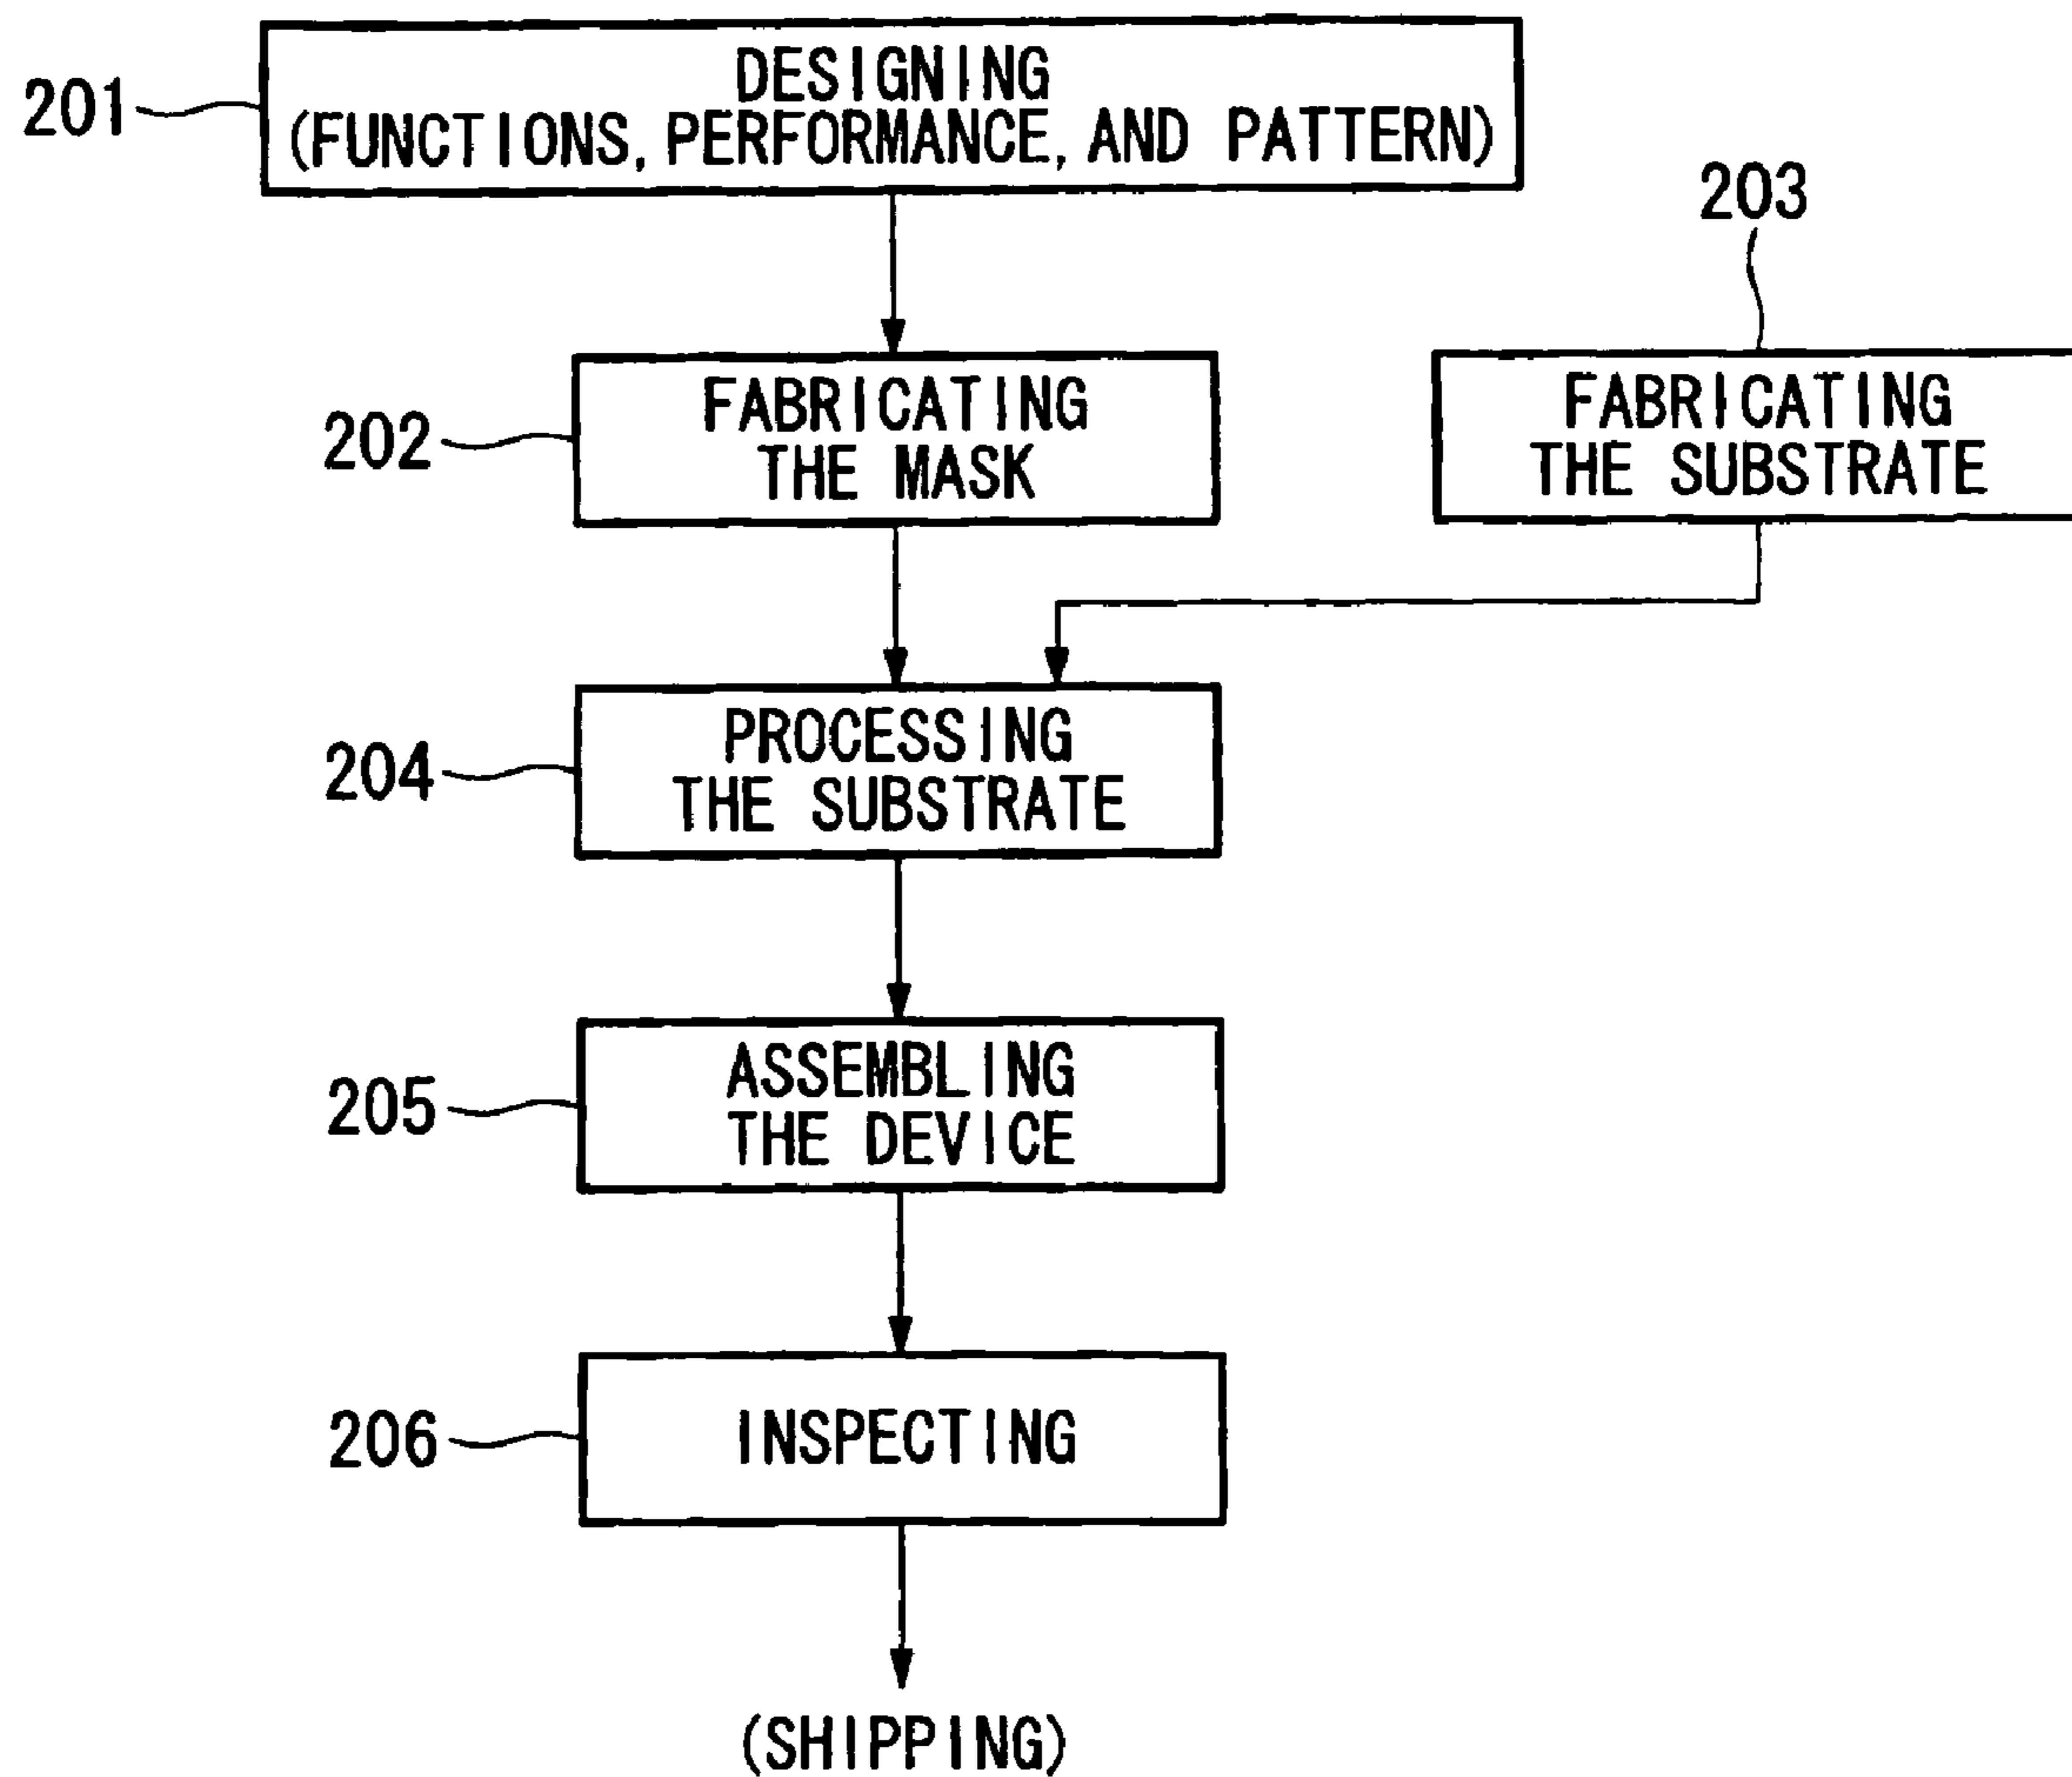 201
DESIGNING
(FUNCTIONS, PERFORMANCE, AND PATTERN)
203
202
FABRICATING
THE MASK
FABRICATING
THE SUBSTRATE
204
PROCESSING
THE SUBSTRATE
205
ASSEMBLING
THE DEVICE
206
INSPECTING
(SHIPPING)